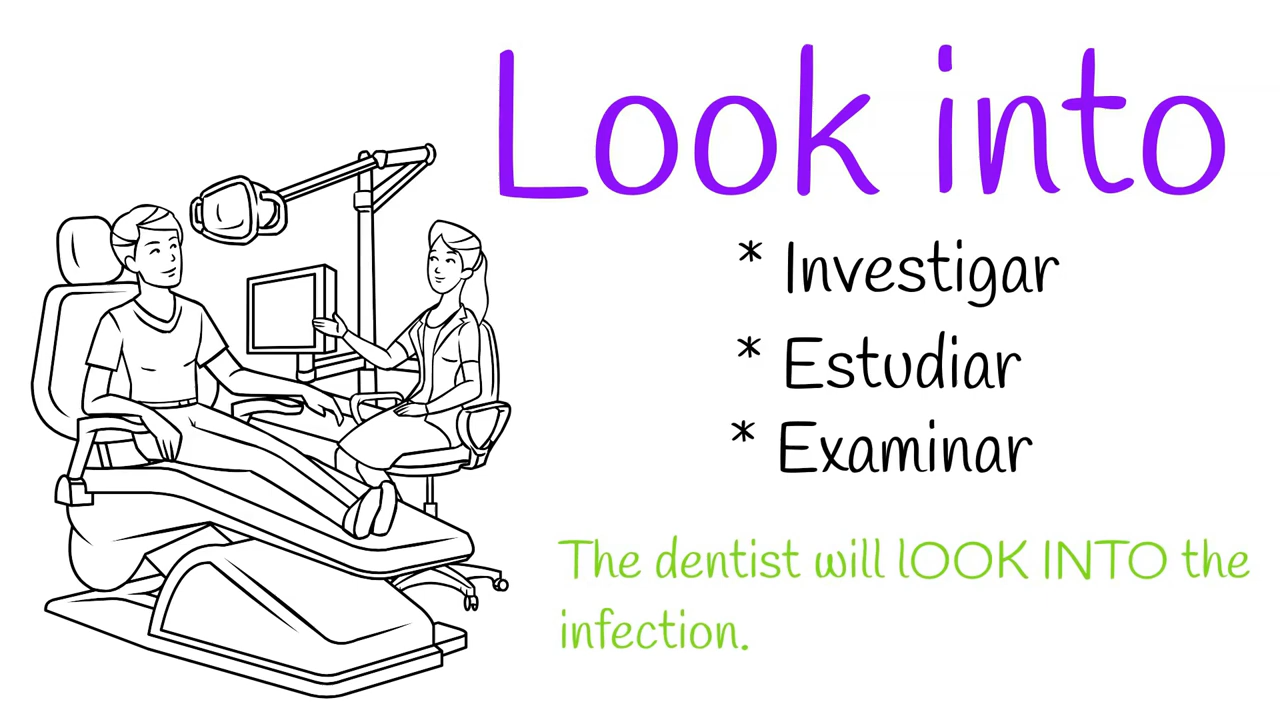 Look into
* Investigar
* Estudiar
* Examinar
The dentist will lOOK INTO the
infection.